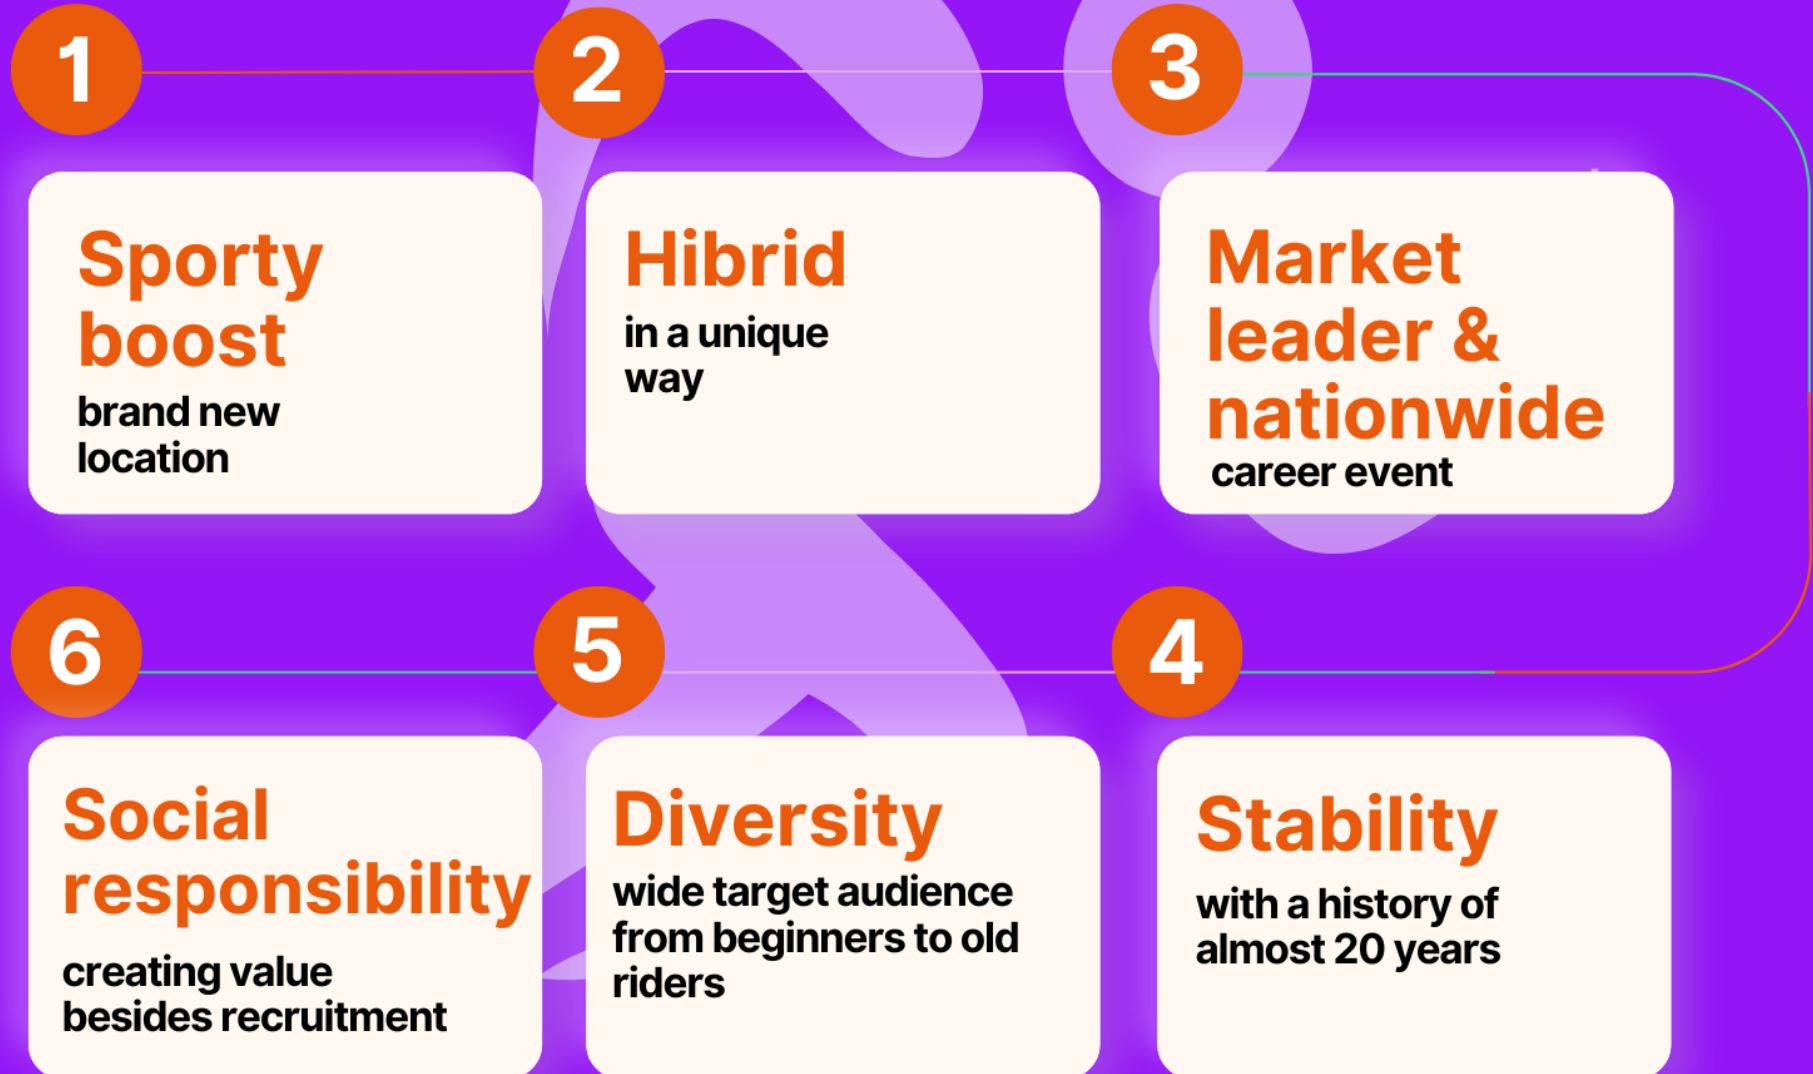 1
Sporty
boost
brand new
location
2
Hibrid
in a unique
way
3
Market
leader &
nationwide
career event
4
Stability
with a history of
almost 20 years
5
Diversity
wide target audience
from beginners to old
riders
6
Social
responsibility
creating value
besides recruitment